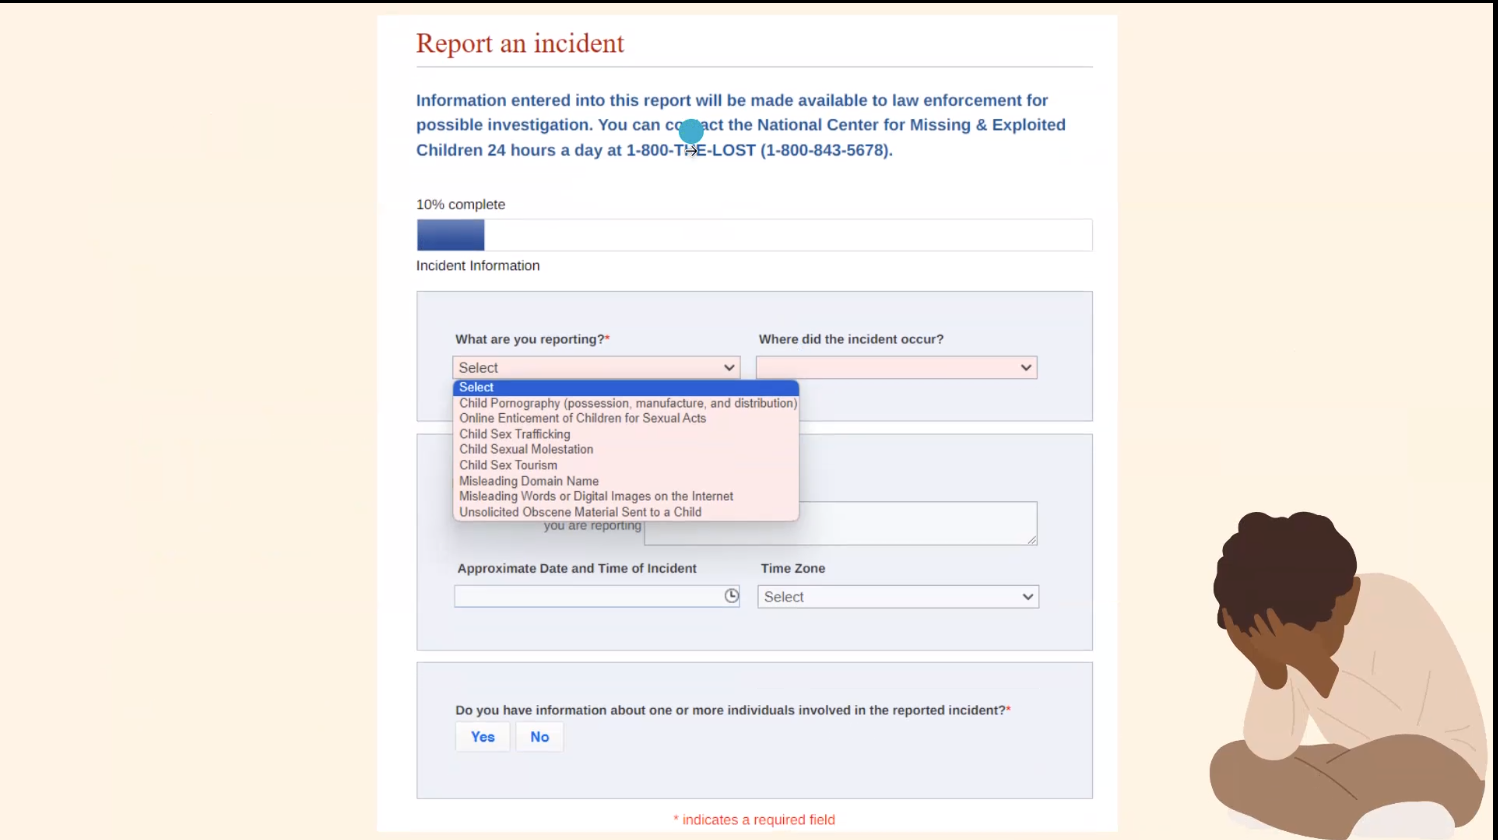 Report an incident
Information entered into this report will be made available to law enforcement for
possible investigation. You can contact the National Center for Missing & Exploited
Children 24 hours a day at 1-800-THE-LOST (1-800-843-5678).
10% complete
Incident Information
What are you reporting?*
Where did the incident occur?
Select
Select
Child Pornography (possession, manufacture, and distribution)
Online Enticement of Children for Sexual Acts
Child Sex Trafficking
Child Sexual Molestation
Child Sex Tourism
Misleading Domain Name
Misleading Words or Digital Images on the Internet
Unsolicited Obscene Material Sent to a Child
you are reporting
Approximate Date and Time of Incident
Time Zone
Select
Do you have information about one or more individuals involved in the reported incident?*
Yes
No
* indicates a required field